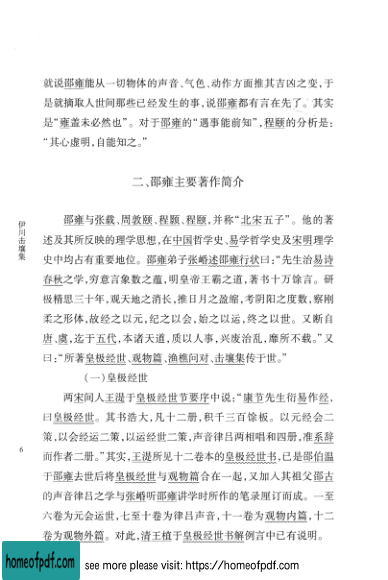 就说邵雍能从一切物体的声音、气色、动作方面推其吉凶之变,于
是就摘取人世间那些已经发生的事,说邵雍都有言在先了。其实
是“雍盖未必然也”。对于邵雍的“遇事能前知”,程颐的分析是:
“其心虚明,自能知之。”
二、邵雍主要著作简介
邵雍与张载、周敦颐、程颢、程颐,并称“北宋五子”。他的著
述及其所反映的理学思想,在中国哲学史、易学哲学史及宋明理学
史中均占有重要地位。邵雍弟子张崏述邵雍行状曰:“先生治易诗
春秋之学,穷意言象数之蕴,明皇帝王霸之道,著书十万馀言。研
极精思三十年,观天地之消长,推日月之盈缩,考阴阳之度数,察刚
柔之形体,故经之以元,纪之以会,始之以运,终之以世。又断自
唐、虞,迄于五代,本诸天道,质以人事,兴废治乱,靡所不载。”又
曰:“所著皇极经世、观物篇、渔樵问对、击壤集传于世。”
(一)皇极经世
两宋间人王湜于皇极经世节要序中说:“康节先生衍易作经,
曰皇极经世。其书浩大,凡十二册,积千三百馀板。以元经会二
策,以会经运二策,以运经世二策,声音律吕两相唱和四册,准系辞
而作者二册。”其实,王湜所见十二卷本的皇极经世书,已是邵伯温
于邵雍去世后将皇极经世与观物篇合在一起,又加入其祖父邵古
的声音律吕之学与张崏听邵雍讲学时所作的笔录厘订而成。一至
六卷为元会运世,七至十卷为律吕声音,十一卷为观物内篇,十二
卷为观物外篇。对此,清王植于皇极经世书解例言中已有说明。
伊川击壤集
6
homeofpdf.com
see more please visit: https://homeofpdf.com